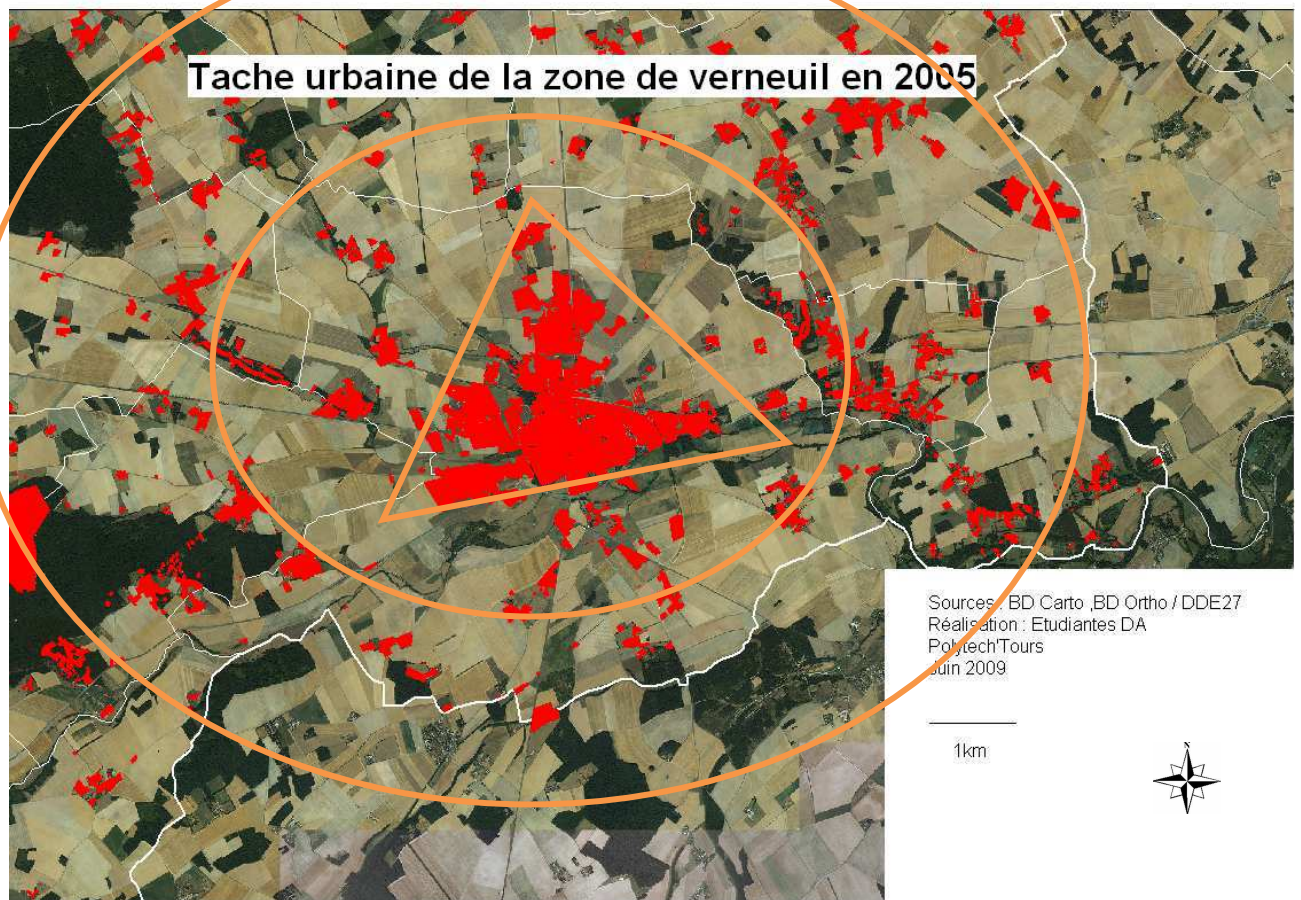 Tache urbaine de la zone de verneuil en 2005
Sources : BD Carto ,BD Ortho / DDE27
Réalisation : Etudiantes DA
Polytech'Tours
Juin 2009
1km
N